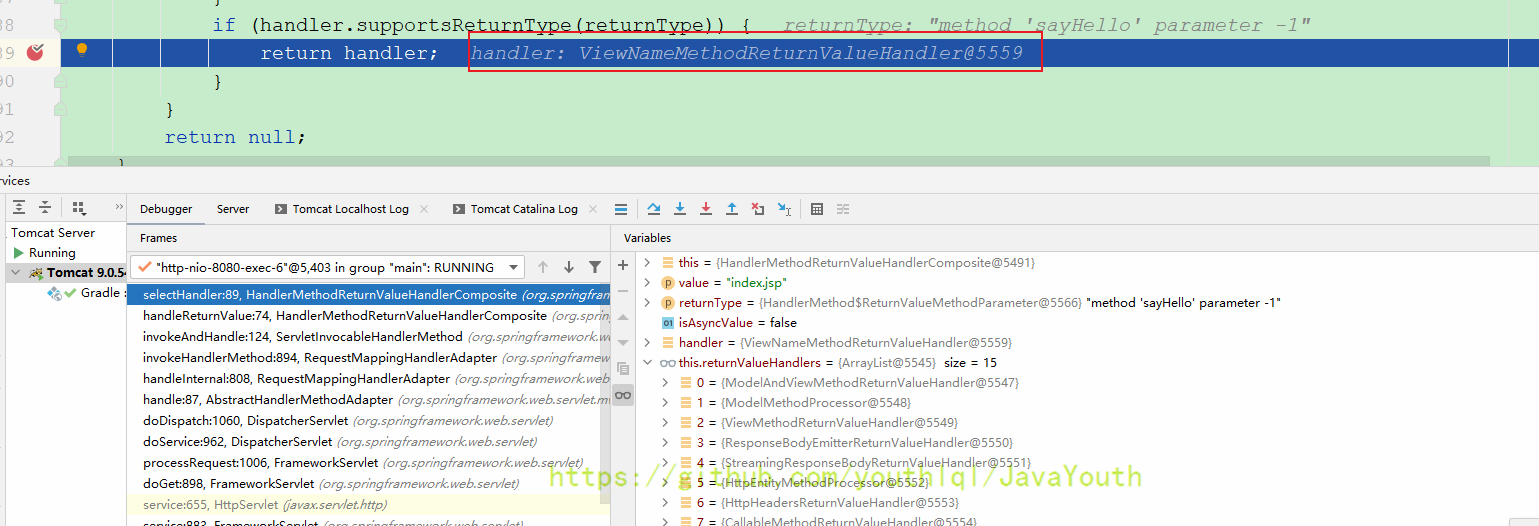 }
88 if (handler.supportsReturnType(returnType)) { returnType: "method 'sayHello' parameter -1"
89 return handler; handler: ViewNameMethodReturnValueHandler@5559
90 }
91 }
92 return null;
93 }
rvices
Debugger Server Tomcat Localhost Log Tomcat Catalina Log
Tomcat Server
Running
Tomcat 9.0.54
Gradle :
Frames
"http-nio-8080-exec-6"@5,403 in group "main": RUNNING
selectHandler:89, HandlerMethodReturnValueHandlerComposite (org.springfram
handleReturnValue:74, HandlerMethodReturnValueHandlerComposite (org.spring
invokeAndHandle:124, ServletInvocableHandlerMethod (org.springframework.
invokeHandlerMethod:894, RequestMappingHandlerAdapter (org.springframew
handleInternal:808, RequestMappingHandlerAdapter (org.springframework.web
handle:87, AbstractHandlerMethodAdapter (org.springframework.web.servlet.m
doDispatch:1060, DispatcherServlet (org.springframework.web.servlet)
doService:962, DispatcherServlet (org.springframework.web.servlet)
processRequest:1006, FrameworkServlet (org.springframework.web.servlet)
doGet:898, FrameworkServlet (org.springframework.web.servlet)
service:655, HttpServlet (javax.servlet.http)
service:883, FrameworkServlet (org.springframework.web.servlet)
Variables
this = {HandlerMethodReturnValueHandlerComposite@5491}
value = "index.jsp"
returnType = {HandlerMethod$ReturnValueMethodParameter@5566} "method 'sayHello' parameter -1"
isAsyncValue = false
handler = {ViewNameMethodReturnValueHandler@5559}
this.returnValueHandlers = {ArrayList@5545} size = 15
0 = {ModelAndViewMethodReturnValueHandler@5547}
1 = {ModelMethodProcessor@5548}
2 = {ViewMethodReturnValueHandler@5549}
3 = {ResponseBodyEmitterReturnValueHandler@5550}
4 = {StreamingResponseBodyReturnValueHandler@5551}
5 = {HttpEntityMethodProcessor@5552}
6 = {HttpHeadersReturnValueHandler@5553}
7 = {CallableMethodReturnValueHandler@5554}
https://github.com/youthlql/JavaYouth